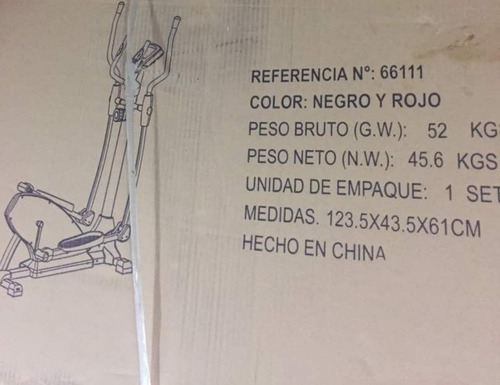 REFERENCIA N°: 66111
COLOR: NEGRO Y ROJO
PESO BRUTO (G.W.): 52 KGS
PESO NETO (N.W.): 45.6 KGS
UNIDAD DE EMPAQUE: 1 SET
MEDIDAS. 123.5X43.5X61CM
HECHO EN CHINA